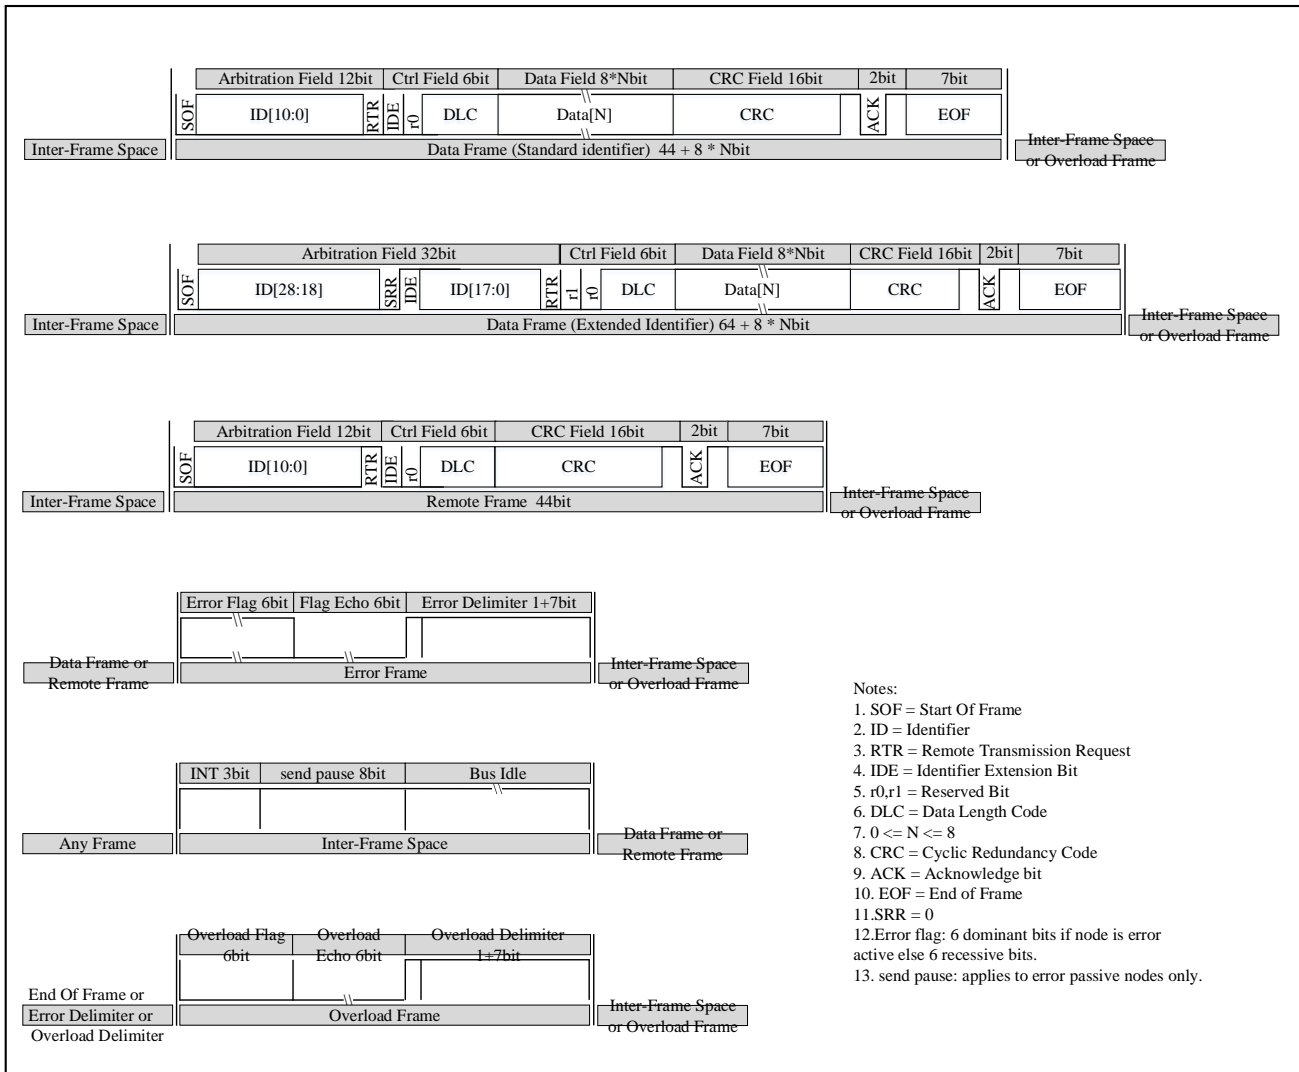 Arbitration Field 12bit Ctrl Field 6bit Data Field 8*Nbit CRC Field 16bit 2bit 7bit
SOF ID[10:0] RTR IDE r0 DLC Data[N] CRC ACK EOF
Inter-Frame Space Data Frame (Standard identifier) 44 + 8 * Nbit Inter-Frame Space
or Overload Frame
Arbitration Field 32bit Ctrl Field 6bit Data Field 8*Nbit CRC Field 16bit 2bit 7bit
SOF ID[28:18] SRR IDE ID[17:0] RTR r1 r0 DLC Data[N] CRC ACK EOF
Inter-Frame Space Data Frame (Extended Identifier) 64 + 8 * Nbit Inter-Frame Space
or Overload Frame
Arbitration Field 12bit Ctrl Field 6bit CRC Field 16bit 2bit 7bit
SOF ID[10:0] RTR IDE r0 DLC CRC ACK EOF
Inter-Frame Space Remote Frame 44bit Inter-Frame Space
or Overload Frame
Error Flag 6bit Flag Echo 6bit Error Delimiter 1+7bit
Data Frame or
Remote Frame
Error Frame
Inter-Frame Space
or Overload Frame
INT 3bit send pause 8bit Bus Idle
Any Frame Inter-Frame Space
Data Frame or
Remote Frame
Overload Flag
6bit
Overload
Echo 6bit
Overload Delimiter
1+7bit
End Of Frame or
Error Delimiter or
Overload Delimiter
Overload Frame
Inter-Frame Space
or Overload Frame
Notes:
1. SOF = Start Of Frame
2. ID = Identifier
3. RTR = Remote Transmission Request
4. IDE = Identifier Extension Bit
5. r0,r1 = Reserved Bit
6. DLC = Data Length Code
7. 0 <= N <= 8
8. CRC = Cyclic Redundancy Code
9. ACK = Acknowledge bit
10. EOF = End of Frame
11.SRR = 0
12.Error flag: 6 dominant bits if node is error
active else 6 recessive bits.
13. send pause: applies to error passive nodes only.